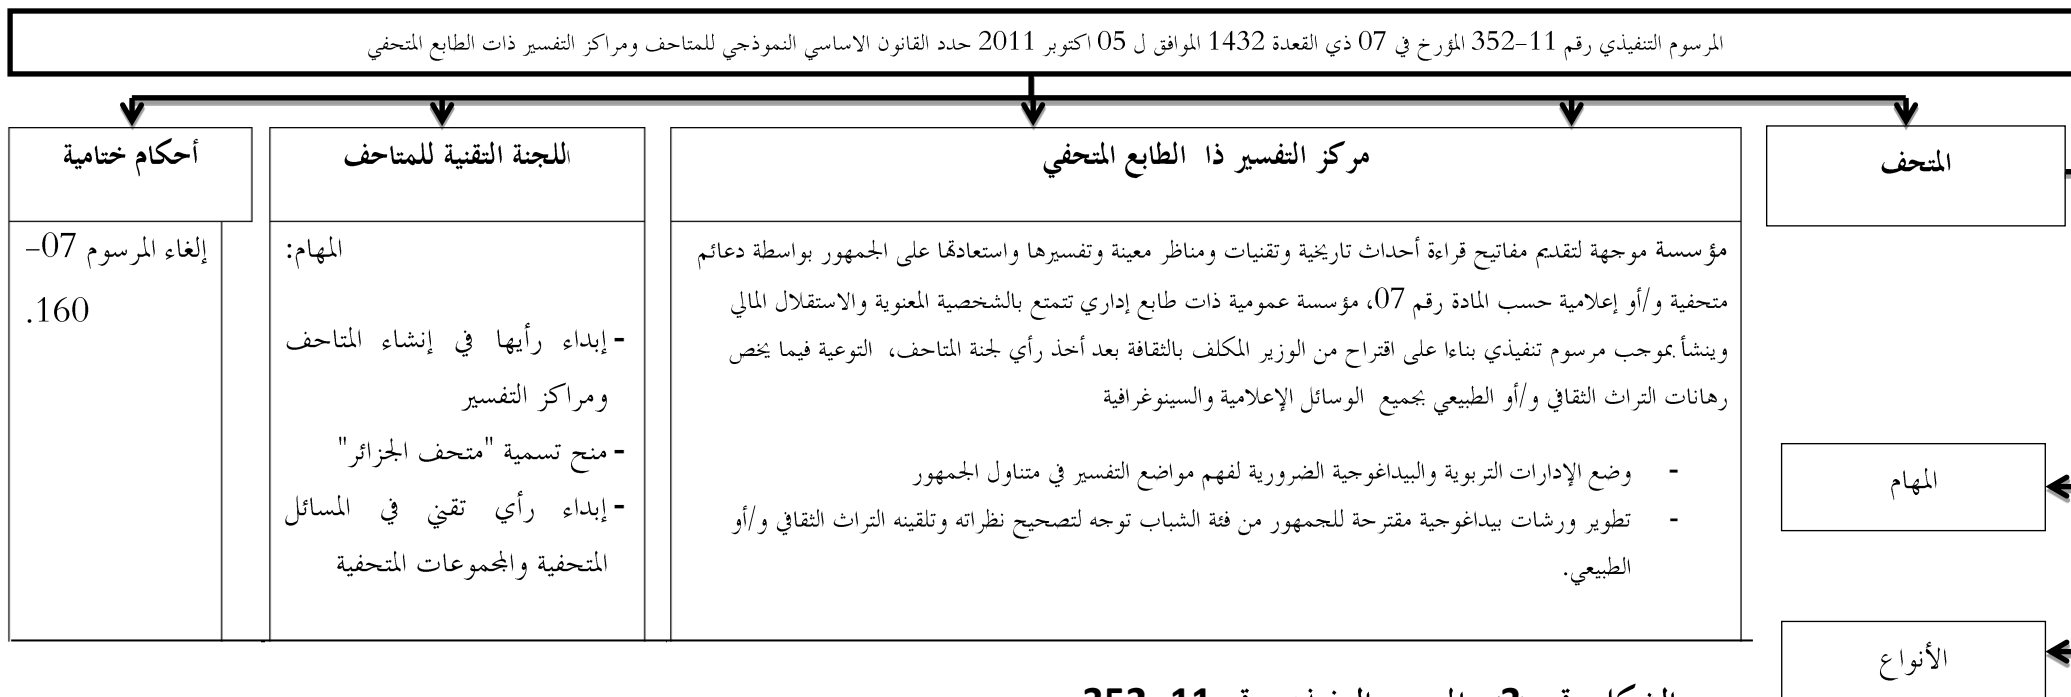 المرسوم التنفيذي رقم 11-352 المؤرخ في 07 ذي القعدة 1432 الموافق ل 05 اكتوبر 2011 حدد القانون الاساسي النموذجي للمتاحف ومراكز التفسير ذات الطابع المتحفي
المتحف
المهام
الأنواع
مركز التفسير ذا الطابع المتحفي
مؤسسة موجهة لتقديم مفاتيح قراءة أحداث تاريخية وتقنيات ومناظر معينة وتفسيرها واستعادتها على الجمهور بواسطة دعائم
متحفية و/أو إعلامية حسب المادة رقم 07، مؤسسة عمومية ذات طابع إداري تتمتع بالشخصية المعنوية والاستقلال المالي
وينشأ بموجب مرسوم تنفيذي بناءا على اقتراح من الوزير المكلف بالثقافة بعد أخذ رأي لجنة المتاحف، التوعية فيما يخص
رهانات التراث الثقافي و/أو الطبيعي بجميع الوسائل الإعلامية والسينوغرافية
- وضع الإدارات التربوية والبيداغوجية الضرورية لفهم مواضع التفسير في متناول الجمهور
- تطوير ورشات بيداغوجية مقترحة للجمهور من فئة الشباب توجه لتصحيح نظراته وتلقينه التراث الثقافي و/أو
الطبيعي.
اللجنة التقنية للمتاحف
المهام:
- إبداء رأيها في إنشاء المتاحف
ومراكز التفسير
- منح تسمية "متحف الجزائر"
- إبداء رأي تقني في المسائل
المتحفية والمجموعات المتحفية
أحكام ختامية
إلغاء المرسوم 07-
160.